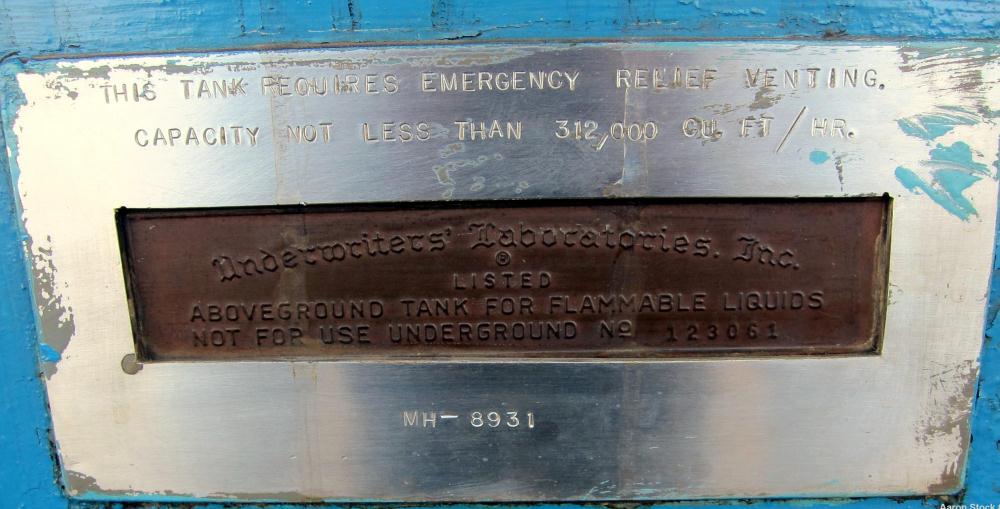 THIS TANK REQUIRES EMERGENCY RELIEF VENTING.
CAPACITY NOT LESS THAN 312,000 CU. FT/HR.
Underwriters' Laboratories, Inc.
®
LISTED
ABOVEGROUND TANK FOR FLAMMABLE LIQUIDS
NOT FOR USE UNDERGROUND Nº 123061
MH-8931
Aaron Stock